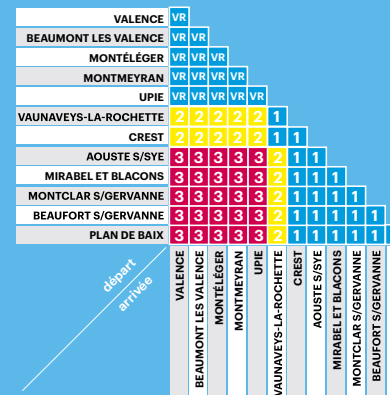 VALENCE VR
BEAUMONT LES VALENCE VR VR
MONTÉLÉGER VR VR VR
MONTMEYRAN VR VR VR VR
UPIE VR VR VR VR VR
VAUNAVEYS-LA-ROCHETTE 2 2 2 2 2 1
CREST 2 2 2 2 2 1 1
AOUSTE S/SYE 3 3 3 3 3 2 1 1
MIRABEL ET BLACONS 3 3 3 3 3 2 1 1 1
MONTCLAR S/GERVANNE 3 3 3 3 3 2 1 1 1 1
BEAUFORT S/GERVANNE 3 3 3 3 3 2 1 1 1 1 1
PLAN DE BAIX 3 3 3 3 3 2 1 1 1 1 1
départ
arrivée
VALENCE
BEAUMONT LES VALENCE
MONTÉLÉGER
MONTMEYRAN
UPIE
VAUNAVEYS-LA-ROCHETTE
CREST
AOUSTE S/SYE
MIRABEL ET BLACONS
MONTCLAR S/GERVANNE
BEAUFORT S/GERVANNE